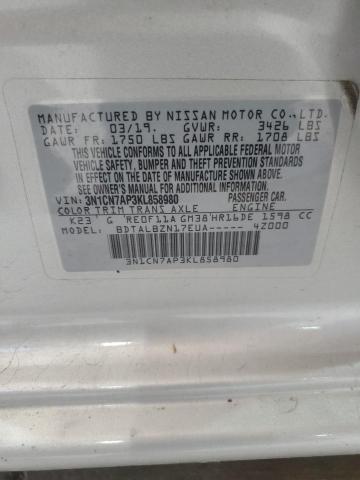 MANUFACTURED BY NISSAN MOTOR CO., LTD.
DATE: 03/19. GVWR: 3426 LBS
GAWR FR: 1750 LBS GAWR RR: 1708 LBS
THIS VEHICLE CONFORMS TO ALL APPLICABLE FEDERAL MOTOR VEHICLE
SAFETY, BUMPER AND THEFT PREVENTION STANDARDS
IN EFFECT ON THE DATE OF MANUFACTURE SHOWN ABOVE.
SEE OWNER'S MANUAL FOR ADDITIONAL INFORMATION.
VIN: 3N1CN7AP3KL858980 PASSENGER CAR.
COLOR TRIM TRANS AXLE ENGINE
K23 G RE0F11A GM38 HR16DE 1598 CC
MODEL: BDTALBZN17EUA----- 4Z000
3N1CN7AP3KL858980